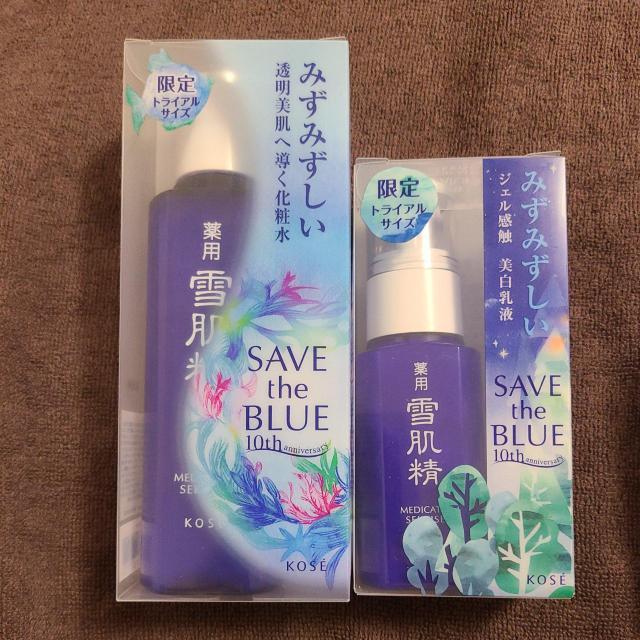 限定
トライアル
サイズ
みずみずしい
透明美肌へ導く化粧水
薬用
雪肌精
SAVE
the
BLUE
10th anniversary
KOSÉ
KOSÉ
限定
トライアル
サイズ
みずみずしい
ジェル感触 美白乳液
薬用
雪肌精
SAVE
the
BLUE
10th anniversary
MEDICATED
KOSÉ